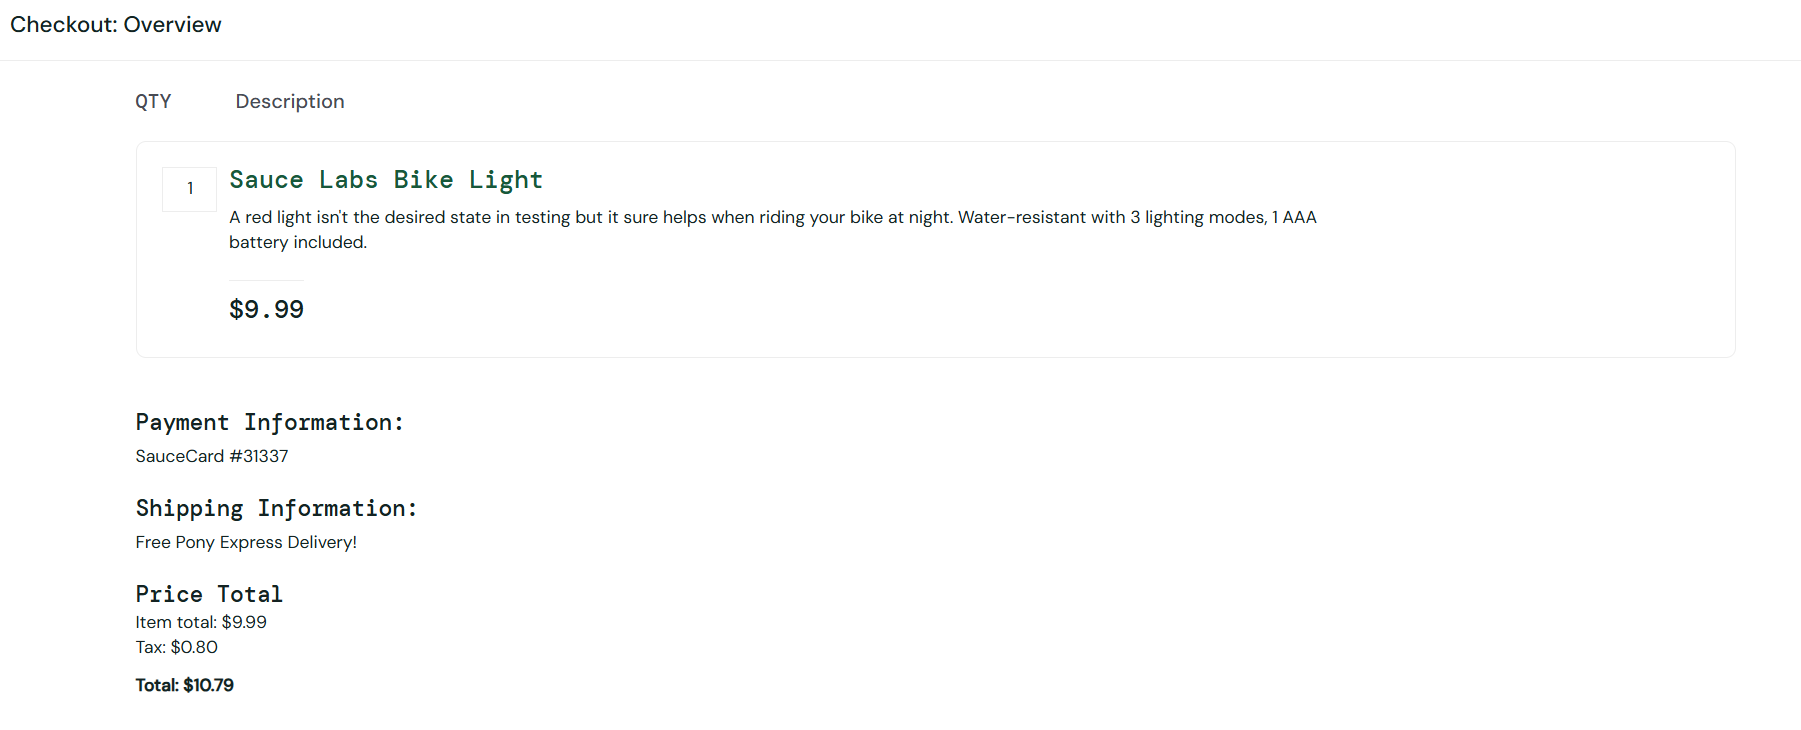 Checkout: Overview
QTY Description
1 Sauce Labs Bike Light
A red light isn't the desired state in testing but it sure helps when riding your bike at night. Water-resistant with 3 lighting modes, 1 AAA
battery included.
$9.99
Payment Information:
SauceCard #31337
Shipping Information:
Free Pony Express Delivery!
Price Total
Item total: $9.99
Tax: $0.80
Total: $10.79